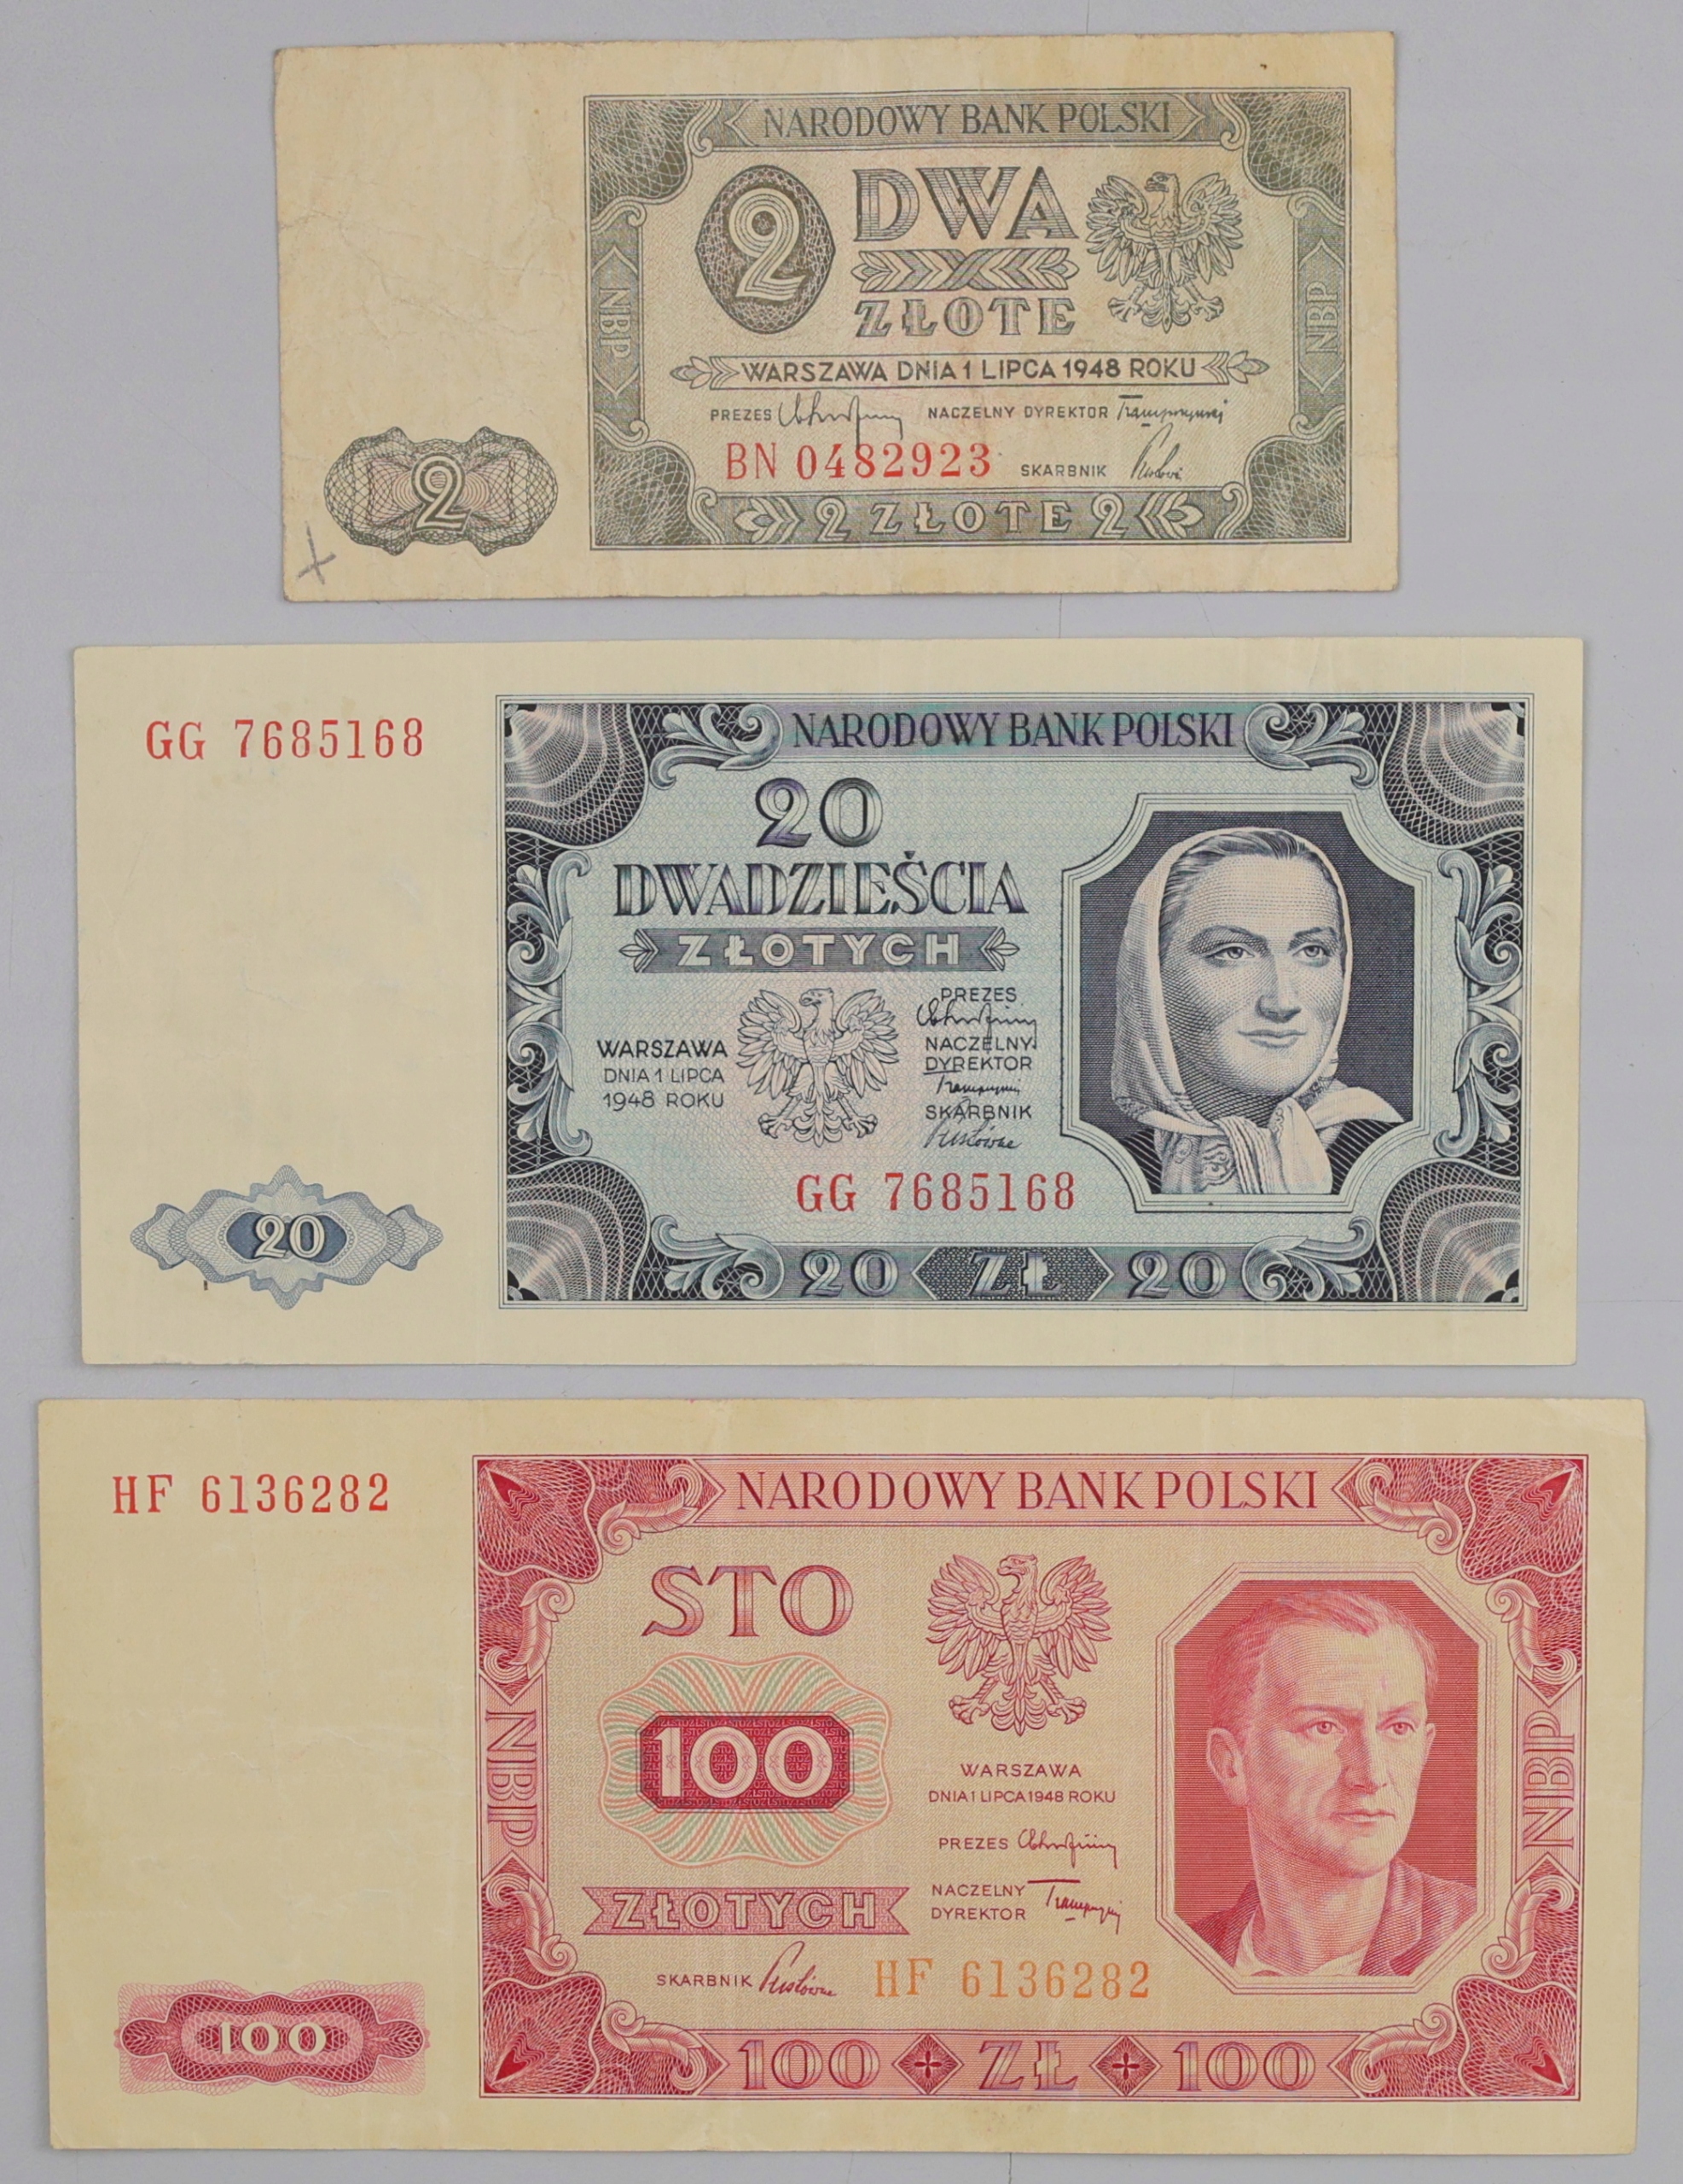 NARODOWY BANK POLSKI
2 DWA
ZŁOTE
NBP
NBP
WARSZAWA DNIA 1 LIPCA 1948 ROKU
PREZES NACZELNY DYREKTOR
BN 0482923 SKARBNIK
2
2 ZŁOTE 2
GG 7685168
NARODOWY BANK POLSKI
20
DWADZIEŚCIA
ZŁOTYCH
WARSZAWA
DNIA 1 LIPCA
1948 ROKU
PREZES
NACZELNY
DYREKTOR
SKARBNIK
GG 7685168
20
20 ZŁ 20
HF 6136282
NARODOWY BANK POLSKI
STO
100
NBP
NBP
WARSZAWA
DNIA 1 LIPCA 1948 ROKU
PREZES
NACZELNY
DYREKTOR
ZŁOTYCH
SKARBNIK
HF 6136282
100
100 ZŁ 100